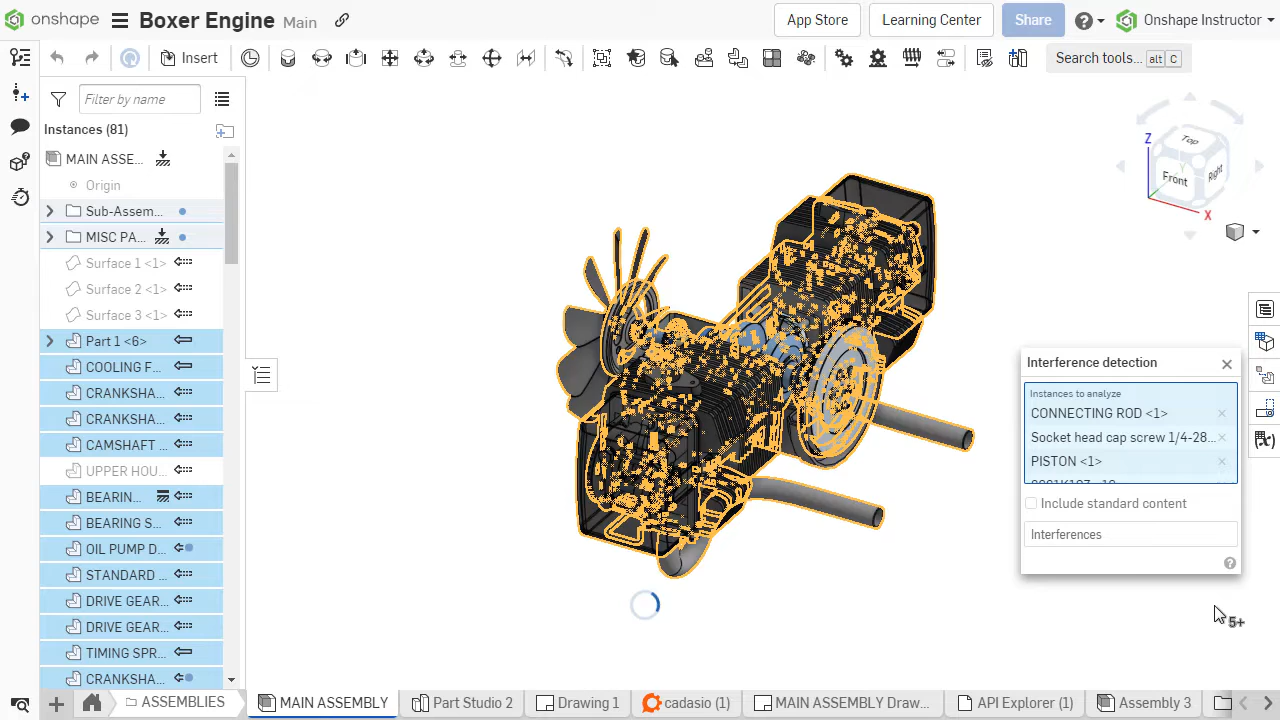 onshape
Boxer Engine Main
App Store
Learning Center
Share
Onshape Instructor
Insert
Search tools... alt C
Filter by name
Instances (81)
MAIN ASSE...
Origin
Sub-Assem...
MISC PA...
Surface 1 <1>
Surface 2 <1>
Surface 3 <1>
Part 1 <6>
COOLING F...
CRANKSHA...
CRANKSHA...
CAMSHAFT ...
UPPER HOU...
BEARIN...
BEARING S...
OIL PUMP D...
STANDARD ...
DRIVE GEAR...
DRIVE GEAR...
TIMING SPR...
CRANKSHA...
Z
Top
Front
Right
Y
X
Interference detection
Instances to analyze
CONNECTING ROD <1>
Socket head cap screw 1/4-28...
PISTON <1>
Include standard content
Interferences
5+
ASSEMBLIES
MAIN ASSEMBLY
Part Studio 2
Drawing 1
cadasio (1)
MAIN ASSEMBLY Draw...
API Explorer (1)
Assembly 3